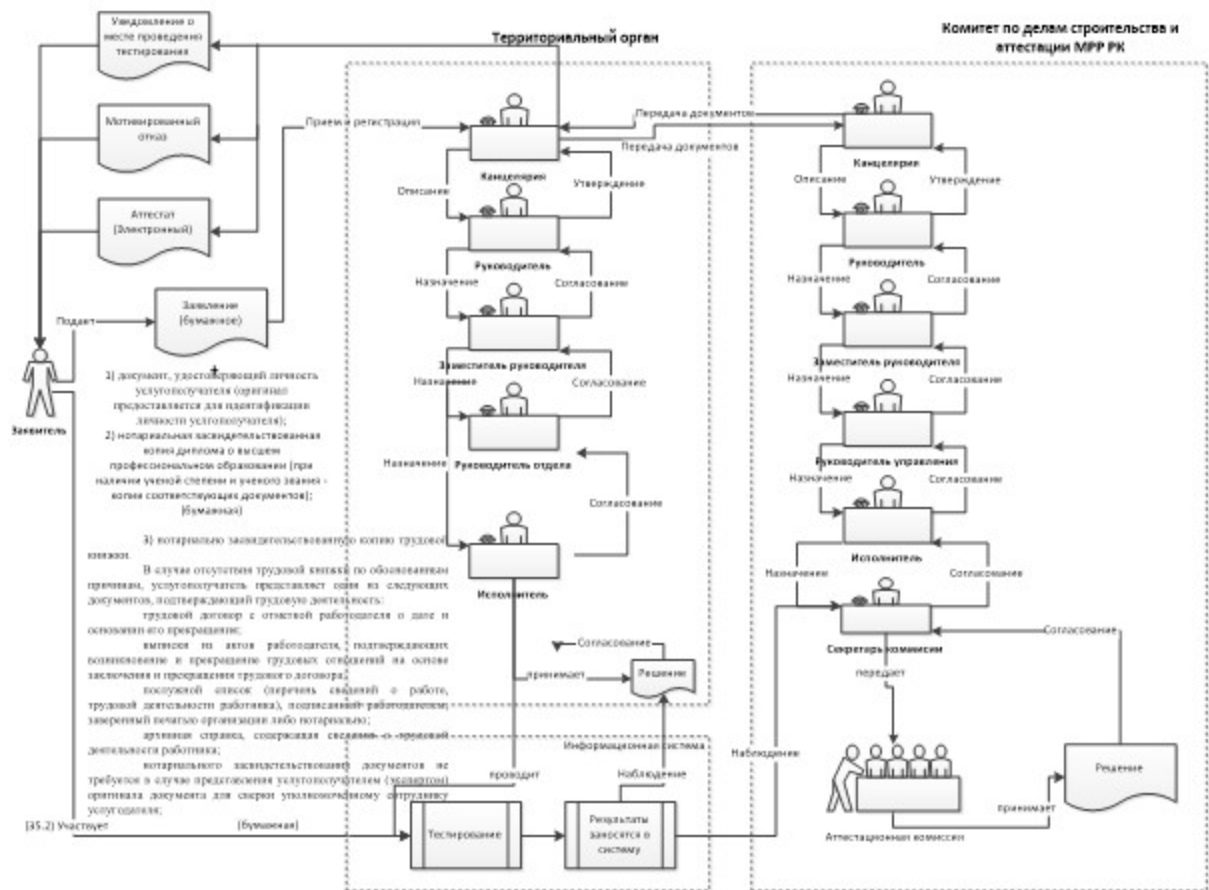 Уведомление о
месте проведения
тестирования
Мотивированный
отказ
Аттестат
(Электронный)
Заявление
(бумажное)
Подает
+
Заявитель
1) документ, удостоверяющий личность
услугополучателя (оригинал
предоставляется для идентификации
личности услгополучателя);
2) нотариальная засвидетельствованная
копия диплома о высшем
профессиональном образовании (при
наличии ученой степени и ученого звания -
копии соответствующих документов);
(бумажная)
3) нотариально засвидетельствованную копию трудовой
книжки.
В случае отсутствия трудовой книжки по обоснованным
причинам, услугополучатель представляет один из следующих
документов, подтверждающий трудовую деятельность:
трудовой договор с отметкой работодателя о дате и
основании его прекращения;
выписки из актов работодателя, подтверждающих
возникновение и прекращение трудовых отношений на основе
заключения и прекращения трудового договора;
послужной список (перечень сведений о работе,
трудовой деятельности работника), подписанный работодателем,
заверенный печатью организации либо нотариально;
архивная справка, содержащая сведения о трудовой
деятельности работника;
нотариального засвидетельствования документов не
требуется в случае представления услугополучателем (экспертом)
оригинала документа для сверки уполномоченному сотруднику
услугодателя;
(35.2) Участвует
(бумажная)
Территориальный орган
Прием и регистрация
Передача документов
Передача документов
Канцелярия
Описание
Утверждение
Руководитель
Назначение
Согласование
Заместитель руководителя
Назначение
Согласование
Руководитель отдела
Назначение
Согласование
Исполнитель
Согласование
принимает
Решение
Информационная система
проводит
Наблюдение
Тестирование
Результаты
заносятся в
систему
Комитет по делам строительства и
аттестации МРР РК
Канцелярия
Описание
Утверждение
Руководитель
Назначение
Согласование
Заместитель руководителя
Назначение
Согласование
Руководитель управления
Назначение
Согласование
Исполнитель
Назначении
Согласование
Секретарь комиссии
Согласование
передает
Наблюдение
Решение
принимает
Аттестационная комиссии